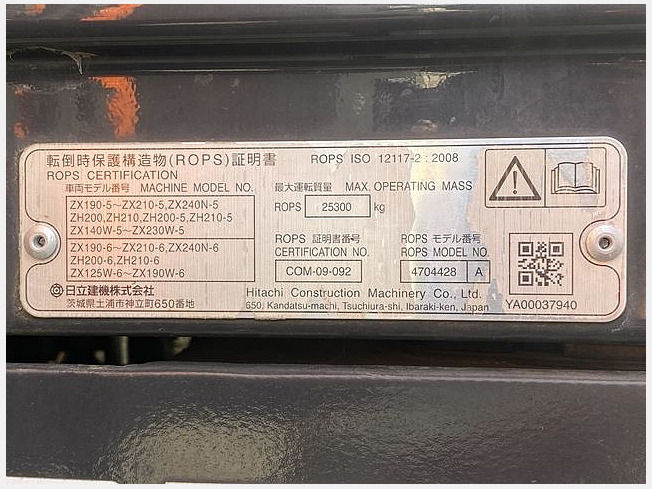 転倒時保護構造物(ROPS)証明書 ROPS ISO 12117-2 : 2008
ROPS CERTIFICATION
車両モデル番号 MACHINE MODEL NO.
ZX190-5~ZX210-5,ZX240N-5
ZH200,ZH210,ZH200-5,ZH210-5
ZX140W-5~ZX230W-5
ZX190-6~ZX210-6,ZX240N-6
ZH200-6,ZH210-6
ZX125W-6~ZX190W-6
最大運転質量 MAX. OPERATING MASS
ROPS 25300 kg
ROPS 証明書番号
CERTIFICATION NO.
COM-09-092
ROPS モデル番号
ROPS MODEL NO.
4704428 A
日立建機株式会社
茨城県土浦市神立町650番地
Hitachi Construction Machinery Co., Ltd.
650, Kandatsu-machi, Tsuchiura-shi, Ibaraki-ken, Japan
YA00037940